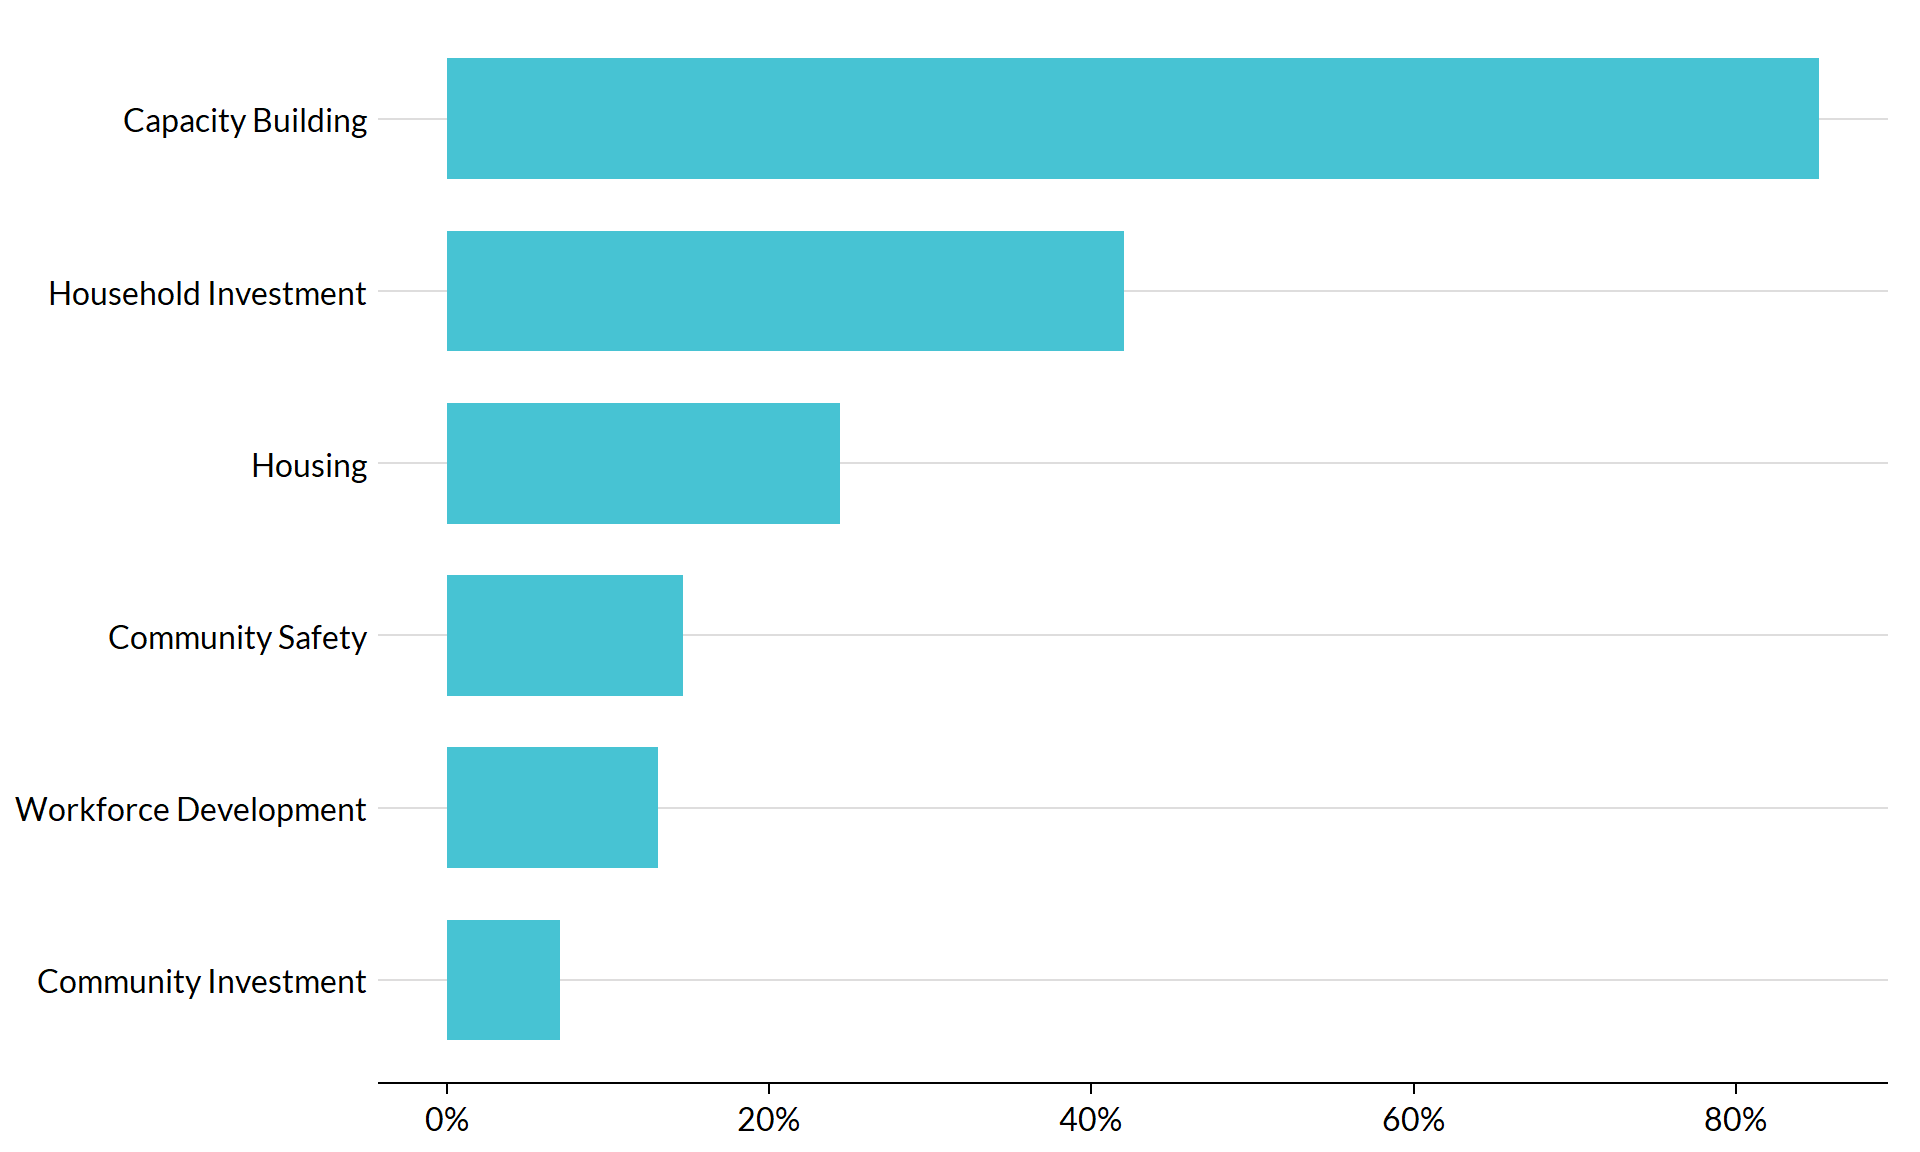 Capacity Building
Household Investment
Housing
Community Safety
Workforce Development
Community Investment
0% 20% 40% 60% 80%